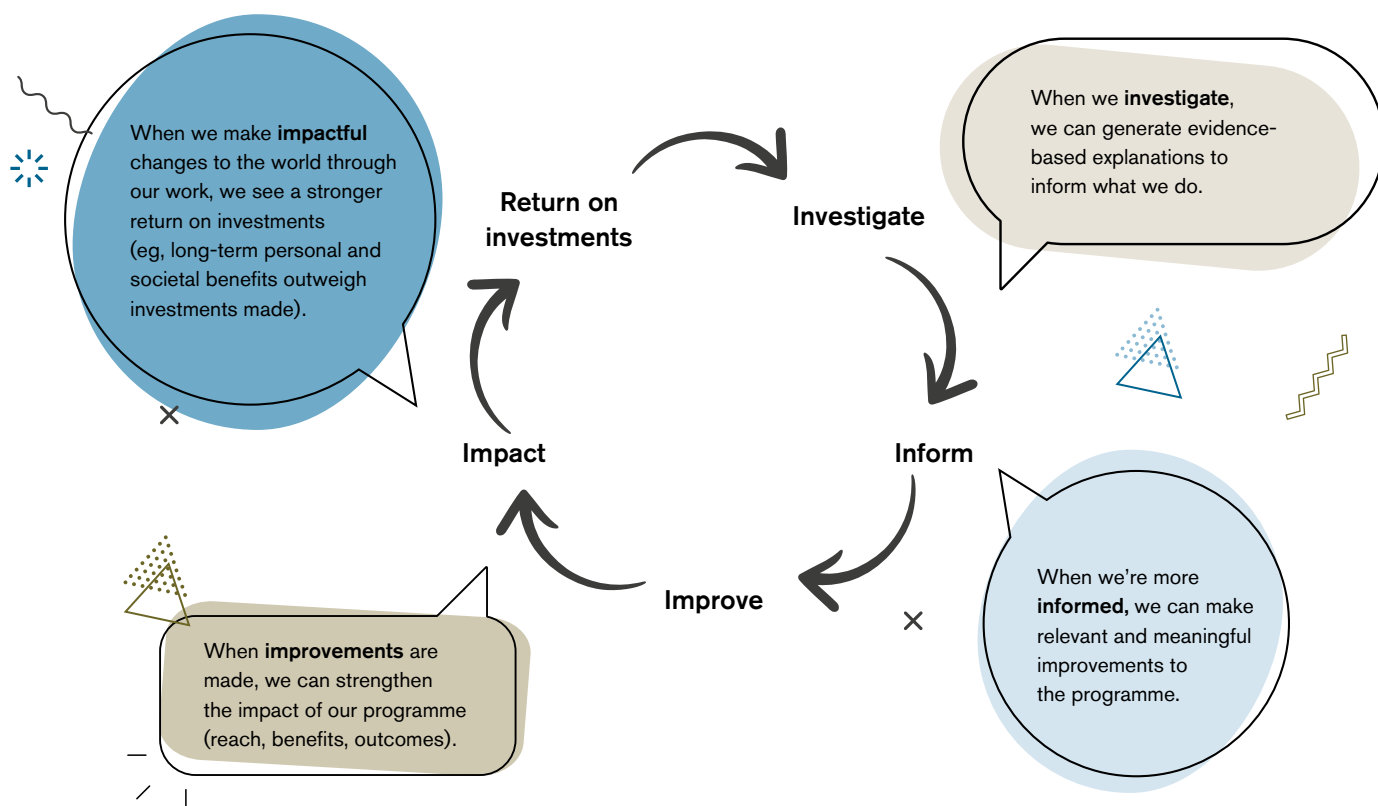 When we make impactful
changes to the world through
our work, we see a stronger
return on investments
(eg, long-term personal and
societal benefits outweigh
investments made).
Return on
investments
Investigate
When we investigate,
we can generate evidence-
based explanations to
inform what we do.
Impact
Inform
Improve
When improvements are
made, we can strengthen
the impact of our programme
(reach, benefits, outcomes).
When we’re more
informed, we can make
relevant and meaningful
improvements to
the programme.